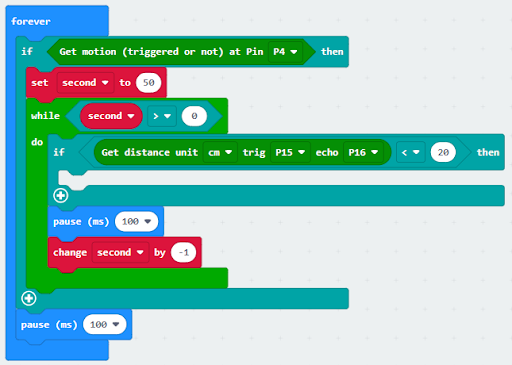 forever
if Get motion (triggered or not) at Pin P4 then
set second to 50
while second > 0
do
if Get distance unit cm trig P15 echo P16 < 20 then
pause (ms) 100
change second by -1
pause (ms) 100